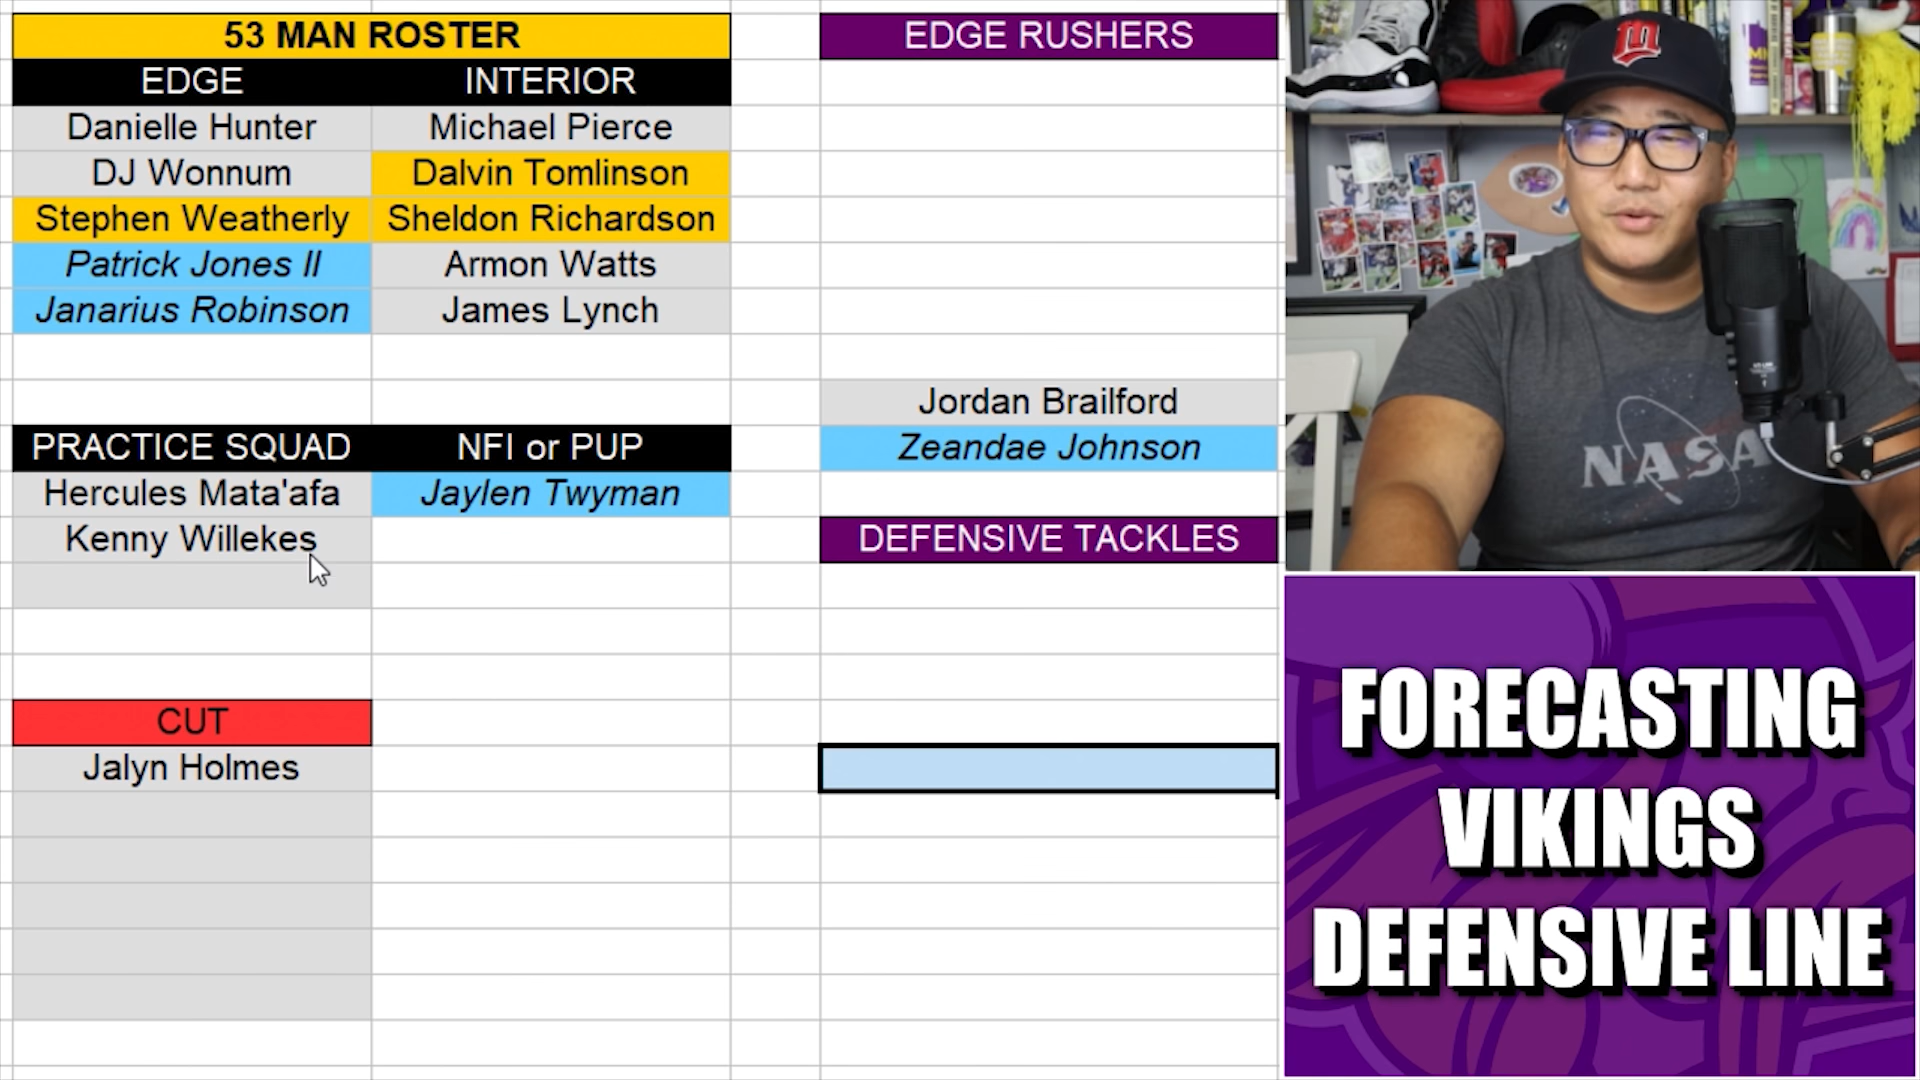 53 MAN ROSTER
EDGE INTERIOR
Danielle Hunter Michael Pierce
DJ Wonnum Dalvin Tomlinson
Stephen Weatherly Sheldon Richardson
Patrick Jones II Armon Watts
Janarius Robinson James Lynch
PRACTICE SQUAD NFI or PUP
Hercules Mata'afa Jaylen Twyman
Kenny Willekes
CUT
Jalyn Holmes
EDGE RUSHERS
Jordan Brailford
Zeandae Johnson
DEFENSIVE TACKLES
NASA
FORECASTING
VIKINGS
DEFENSIVE LINE